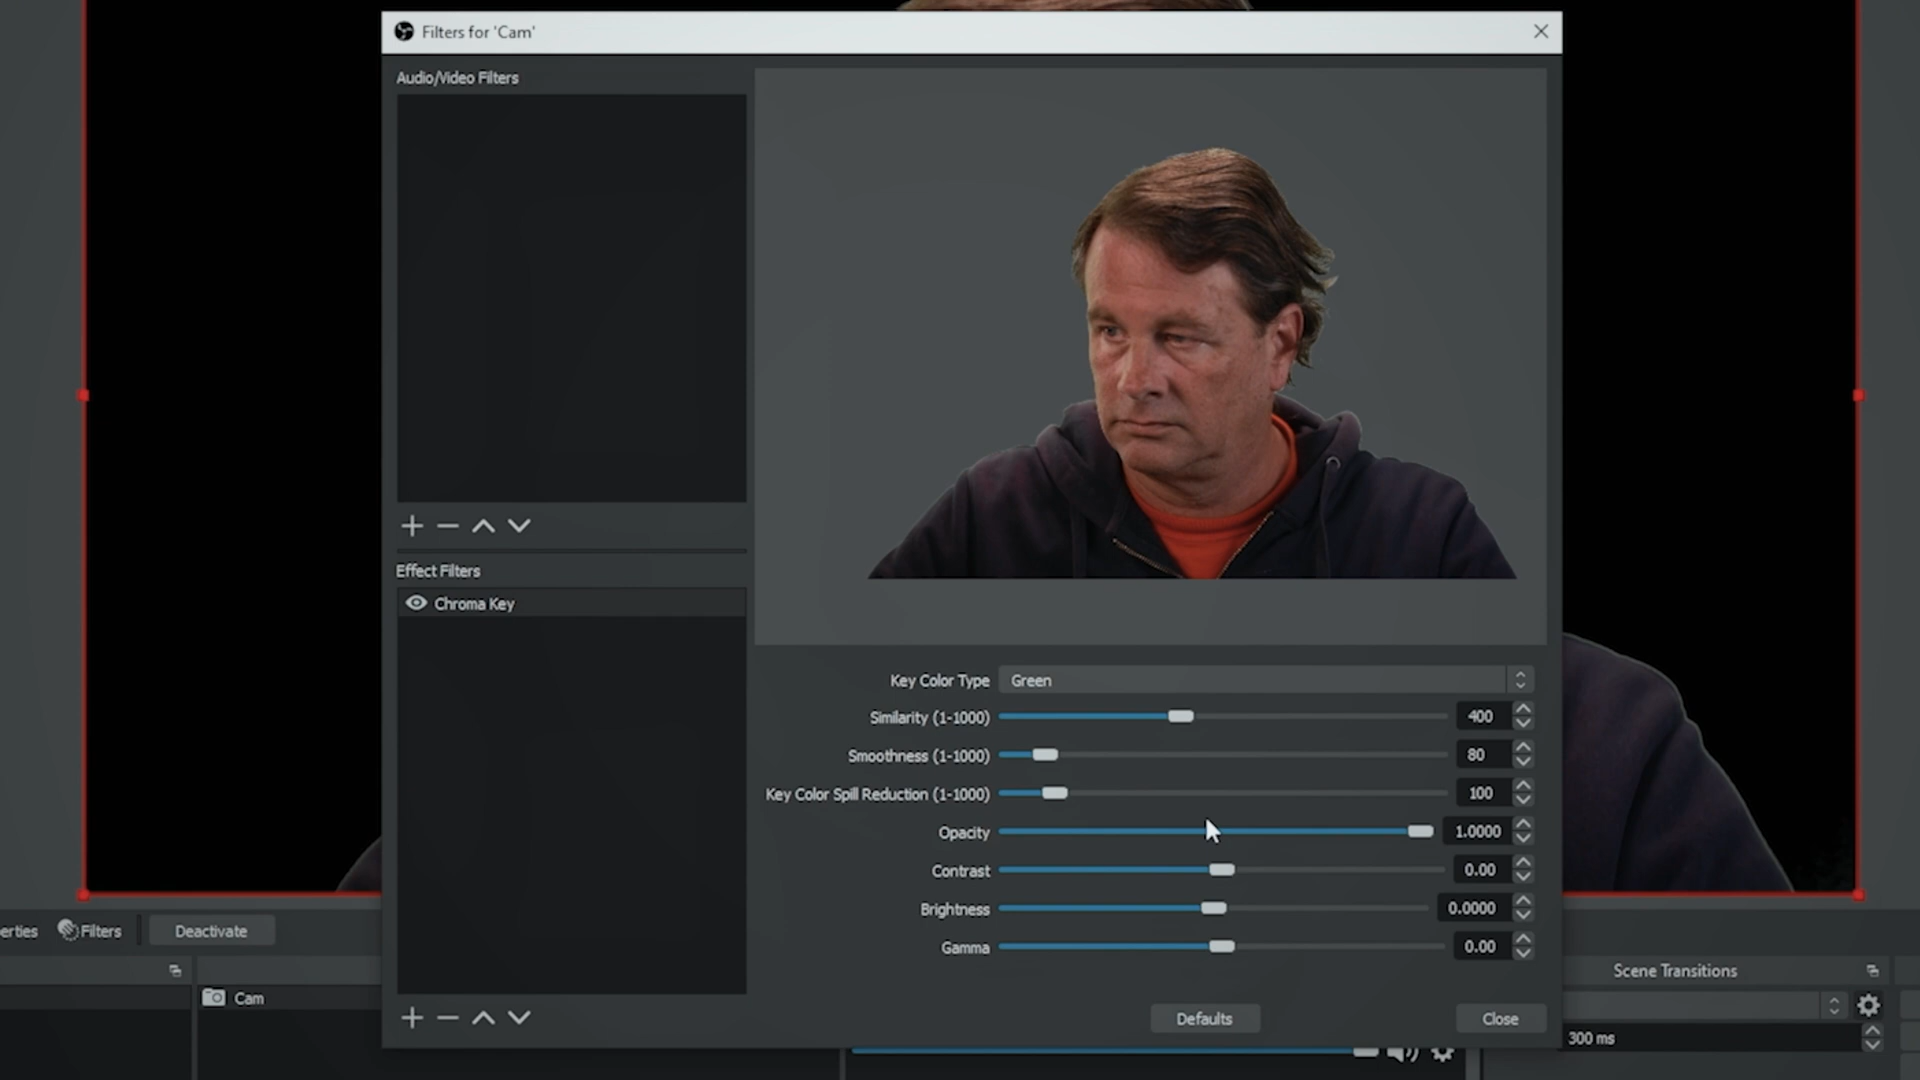 Filters for 'Cam'
Audio/Video Filters
Effect Filters
Chroma Key
Key Color Type Green
Similarity (1-1000) 400
Smoothness (1-1000) 80
Key Color Spill Reduction (1-1000) 100
Opacity 1.0000
Contrast 0.00
Brightness 0.0000
Gamma 0.00
Defaults Close
erties Filters Deactivate
Cam
Scene Transitions
300 ms